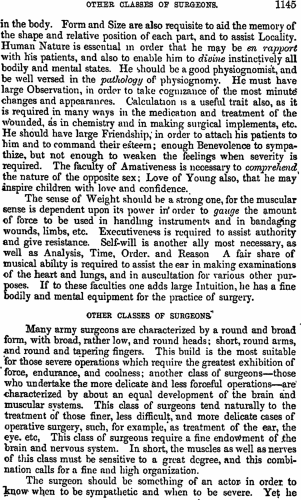 OTHER CLASSES OF SURGEONS. 1145
in the body. Form and Size are also requisite to aid the memory of
the shape and relative position of each part, and to assist Locality.
Human Nature is essential in order that he may be en rapport
with his patients, and also to enable him to divine instinctively all
bodily and mental states. He should be a good physiognomist, and
be well versed in the pathology of physiognomy. He must have
large Observation, in order to take cognizance of the most minute
changes and appearances. Calculation is a useful trait also, as it
is required in many ways in the medication and treatment of the
wounded, as in chemistry and in making surgical implements, etc.
He should have large Friendship, in order to attach his patients to
him and to command their esteem; enough Benevolence to sympa-
thize, but not enough to weaken the feelings when severity is
required. The faculty of Amativeness is necessary to comprehend
the nature of the opposite sex; Love of Young also, that he may
inspire children with love and confidence.
The sense of Weight should be a strong one, for the muscular
sense is dependent upon its power in order to gauge the amount
of force to be used in handling instruments and in bandaging
wounds, limbs, etc. Executiveness is required to assist authority
and give resistance. Self-will is another ally most necessary, as
well as Analysis, Time, Order, and Reason A fair share of
musical ability is required to assist the ear in making examinations
of the heart and lungs, and in auscultation for various other pur-
poses. If to these faculties one adds large Intuition, he has a fine
bodily and mental equipment for the practice of surgery.
OTHER CLASSES OF SURGEONS.
Many army surgeons are characterized by a round and broad
form, with broad, rather low, and round heads; short, round arms,
and round and tapering fingers. This build is the most suitable
for those severe operations which require the greatest exhibition of
force, endurance, and coolness; another class of surgeons—those
who undertake the more delicate and less forceful operations—are
characterized by about an equal development of the brain and
muscular systems. This class of surgeons tend naturally to the
treatment of those finer, less difficult, and more delicate cases of
operative surgery, such, for example, as treatment of the ear, the
eye, etc, This class of surgeons require a fine endowment of the
brain and nervous system. In short, the muscles as well as nerves
of this class must be sensitive to a great degree, and this combi-
nation calls for a fine and high organization.
The surgeon should be something of an actor in order to
know when to be sympathetic and when to be severe. Yet in